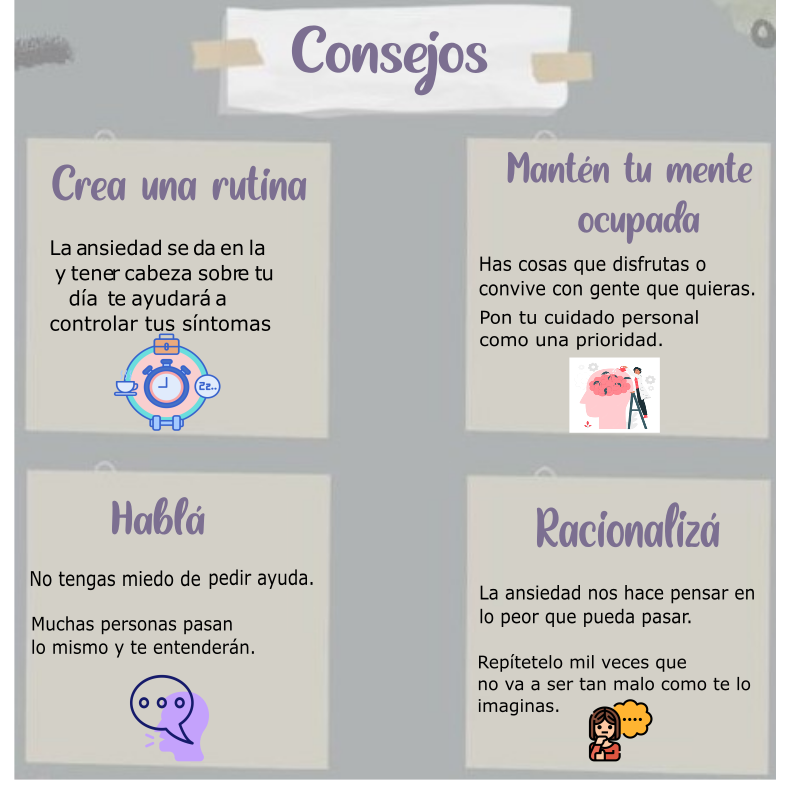 Consejos
Crea una rutina
La ansiedad se da en la
y tener cabeza sobre tu
día te ayudará a
controlar tus síntomas
Zz..
Mantén tu mente
ocupada
Has cosas que disfrutas o
convive con gente que quieras.
Pon tu cuidado personal
como una prioridad.
Hablá
No tengas miedo de pedir ayuda.
Muchas personas pasan
lo mismo y te entenderán.
Racionalizá
La ansiedad nos hace pensar en
lo peor que pueda pasar.
Repítetelo mil veces que
no va a ser tan malo como te lo
imaginas.